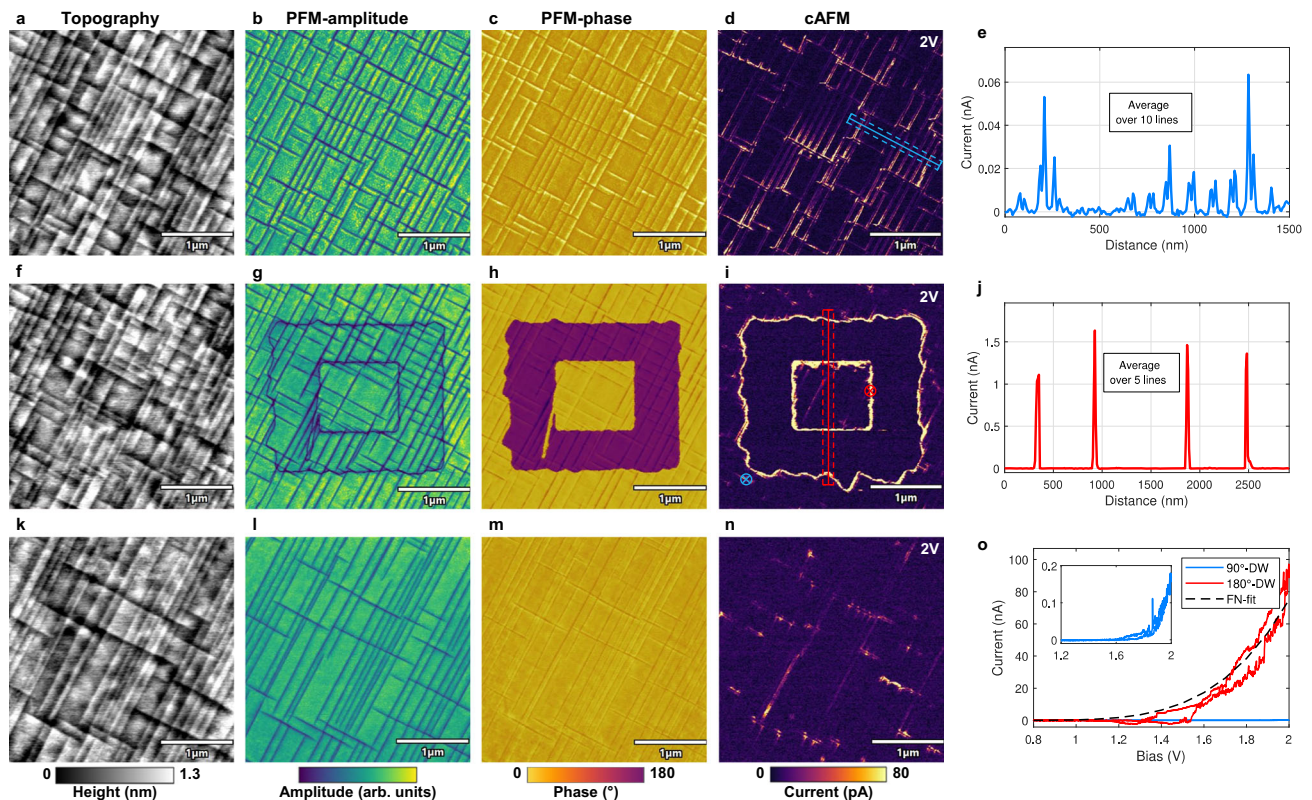 a Topography
b PFM-amplitude
c PFM-phase
d cAFM
2V
1µm
1µm
1µm
1µm
e
Current (nA)
0.06
0.04
0.02
0
Average
over 10 lines
0 500 1000 1500
Distance (nm)
f
g
h
i
2V
1µm
1µm
1µm
1µm
j
Current (nA)
1.5
1
0.5
0
Average
over 5 lines
0 500 1000 1500 2000 2500
Distance (nm)
k
l
m
n
2V
1µm
1µm
1µm
1µm
o
Current (nA)
100
80
60
40
20
0
0,2
0,1
0
1.2 1.6 2
90°-DW
180°-DW
FN-fit
0.8 1 1.2 1.4 1.6 1.8 2
Bias (V)
0 1.3
Height (nm)
Amplitude (arb. units)
0 180
Phase (°)
0 80
Current (pA)